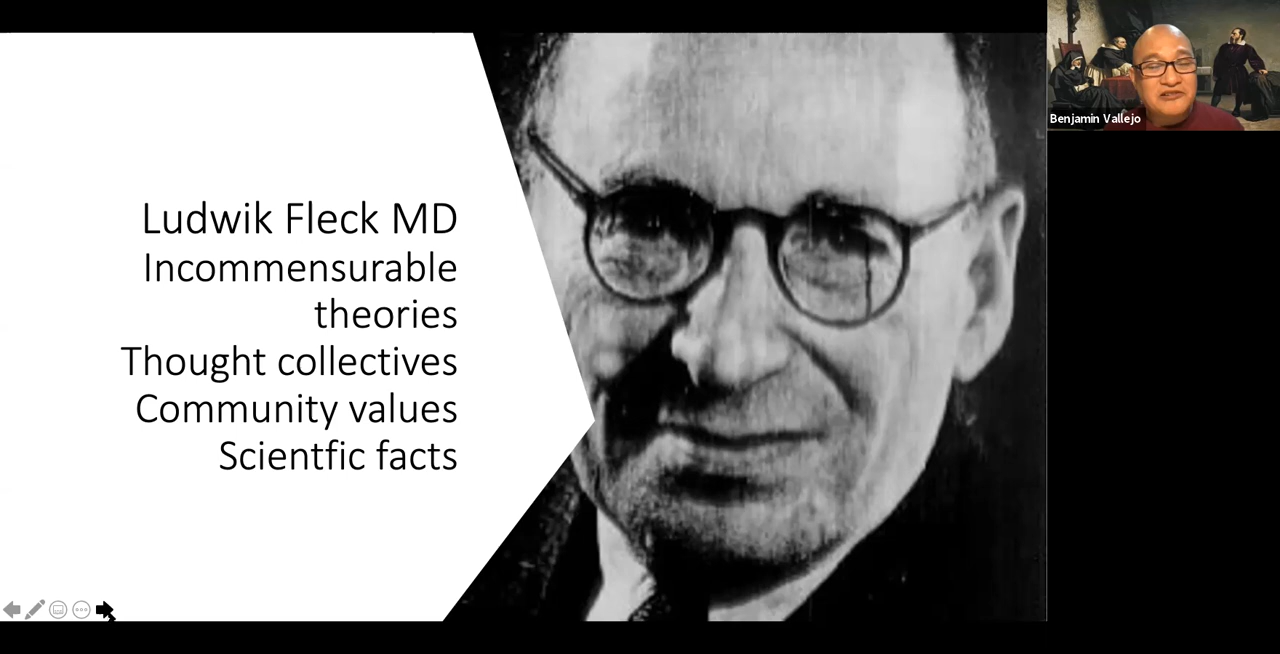 Ludwik Fleck MD
Incommensurable
theories
Thought collectives
Community values
Scientfic facts
Benjamin Vallejo